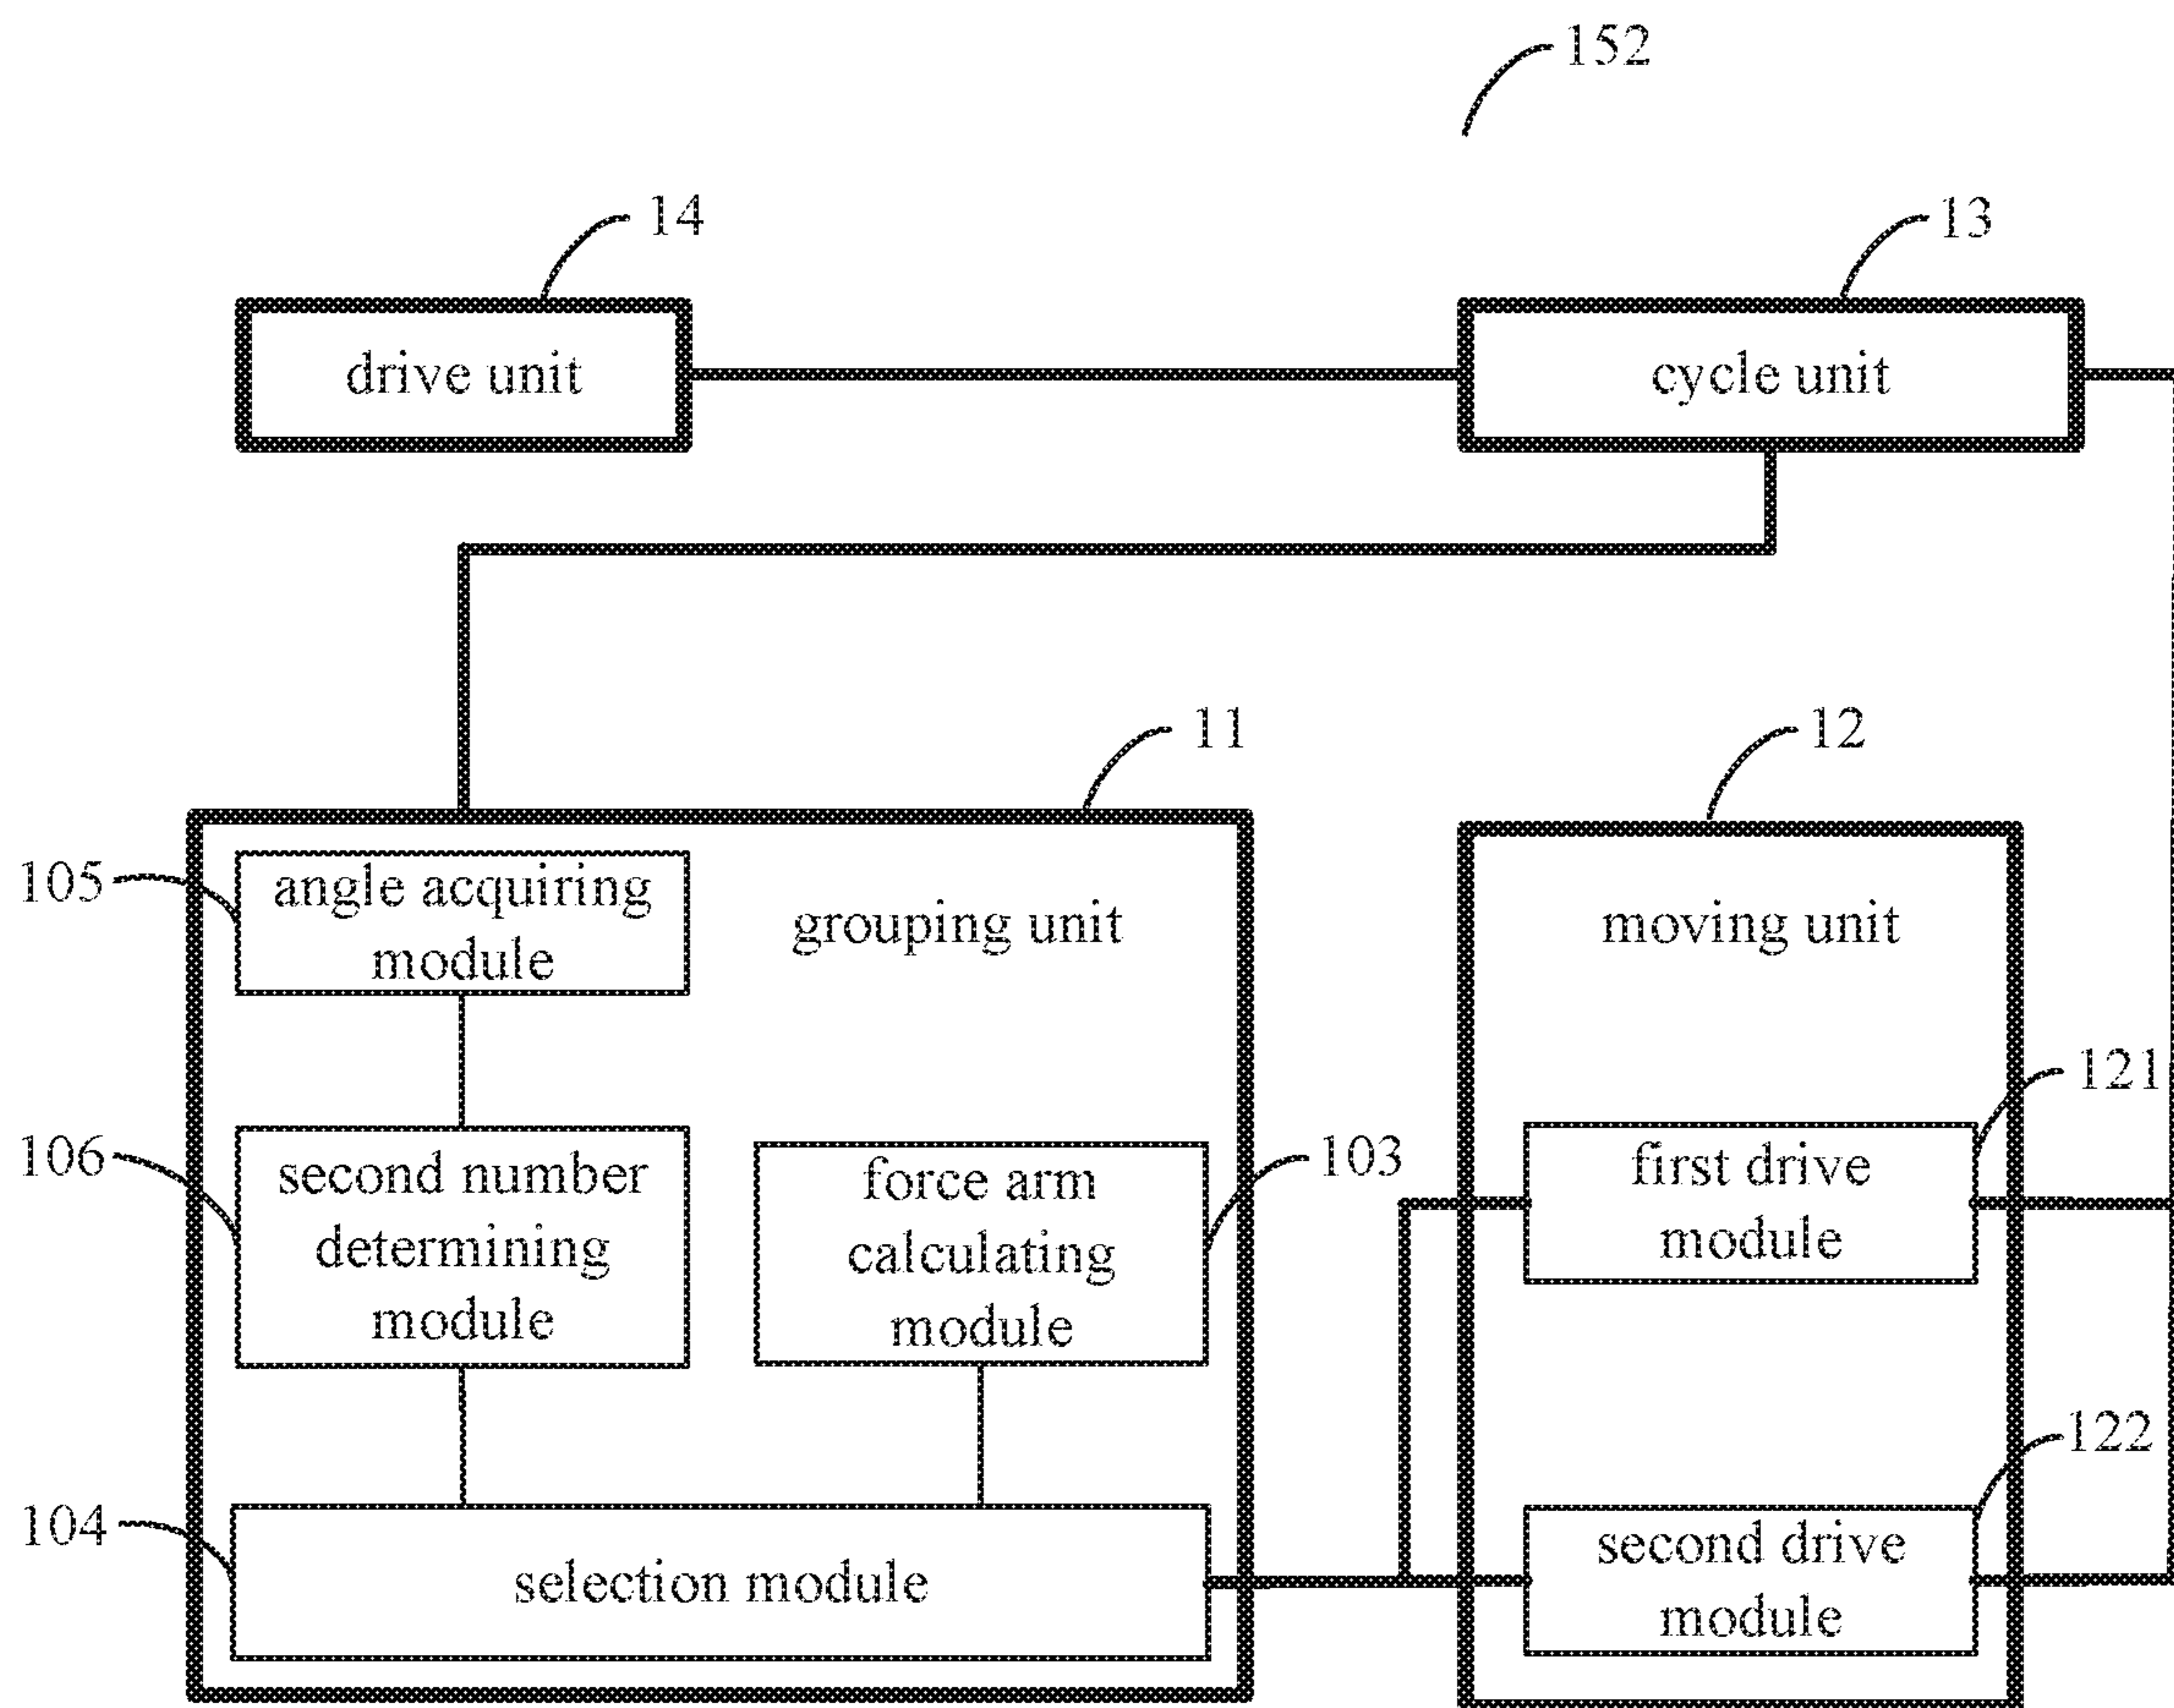 152
14
13
drive unit
cycle unit
11
12
105
angle acquiring
module
grouping unit
moving unit
121
106
second number
determining
module
force arm
calculating
module
103
first drive
module
122
104
selection module
second drive
module